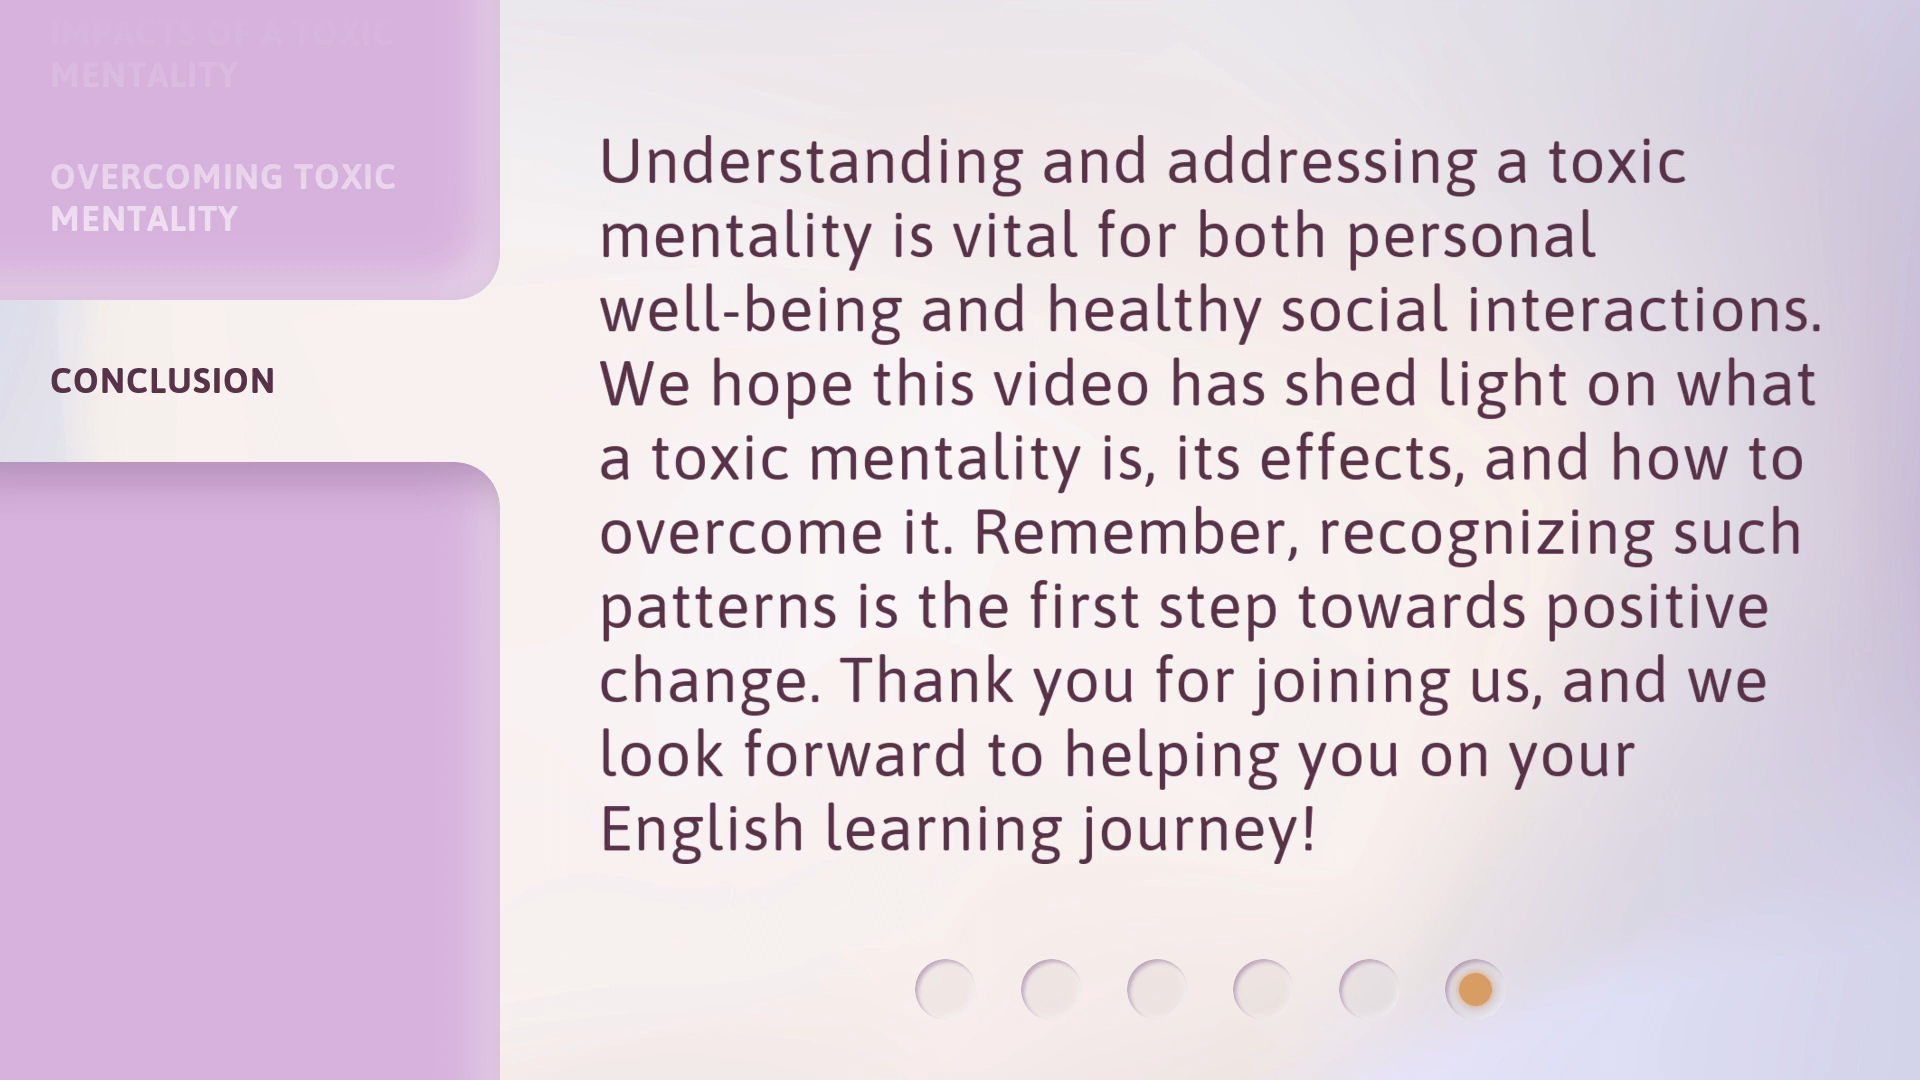 IMPACTS OF A TOXIC
MENTALITY
OVERCOMING TOXIC
MENTALITY
CONCLUSION
Understanding and addressing a toxic
mentality is vital for both personal
well-being and healthy social interactions.
We hope this video has shed light on what
a toxic mentality is, its effects, and how to
overcome it. Remember, recognizing such
patterns is the first step towards positive
change. Thank you for joining us, and we
look forward to helping you on your
English learning journey!